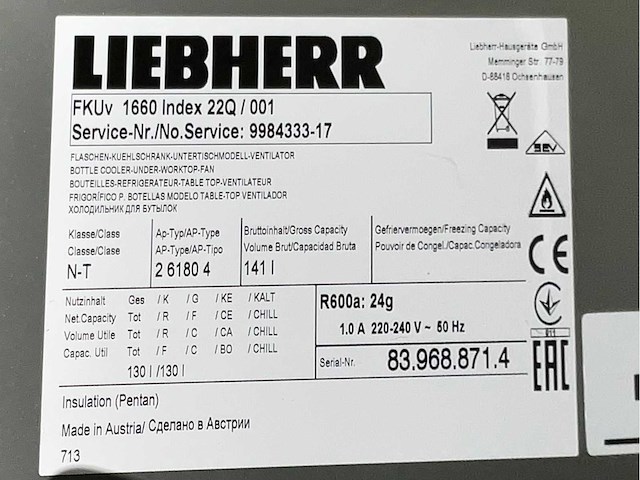 LIEBHERR
Liebherr-Hausgeräte GmbH
Memminger Str. 77-79
D-88416 Ochsenhausen
FKUv 1660 Index 22Q / 001
Service-Nr./No.Service: 9984333-17
SEV
FLASCHEN-KUEHLSCHRANK-UNTERTISCHMODELL-VENTILATOR
BOTTLE COOLER-UNDER-WORKTOP-FAN
BOUTEILLES-REFRIGERATEUR-TABLE TOP-VENTILATEUR
FRIGORÍFICO P. BOTELLAS MODELO TABLE-TOP VENTILADOR
ХОЛОДИЛЬНИК ДЛЯ БУТЫЛОК
Klasse/Class Ap-Typ/AP-Type Bruttoinhalt/Gross Capacity Gefriervermoegen/Freezing Capacity
Classe/Clase AP-Type/AP-Tipo Volume Brut/Capacidad Bruta Pouvoir de Congel./Capac.Congeladora
N-T 2 6180 4 141 l
CE
Nutzinhalt Ges / K / G / KE / KALT
Net.Capacity Tot / R / F / CE / CHILL
Volume Utile Tot / R / C / CA / CHILL
Capac. Util Tot / F / C / BO / CHILL
130 l /130 l
R600a: 24g
1.0 A 220-240 V ~ 50 Hz
011
Serial-Nr. 83.968.871.4
EAC
Insulation (Pentan)
Made in Austria/ Сделано в Австрии
713